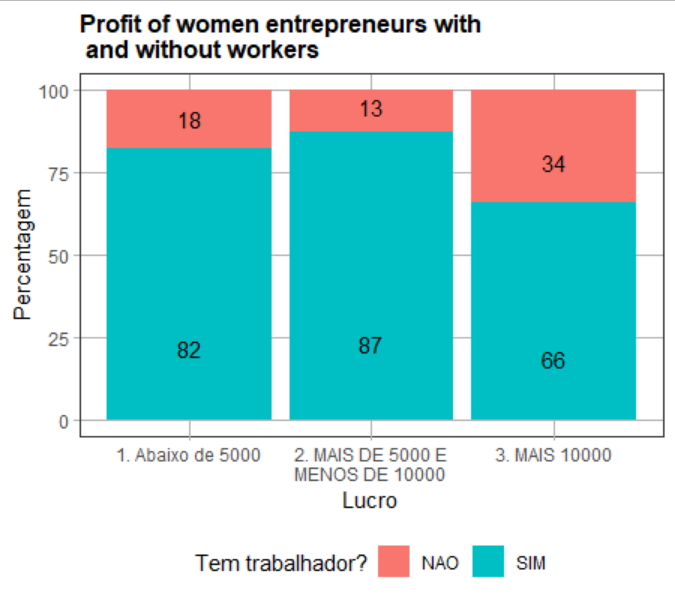 Profit of women entrepreneurs with
and without workers
Percentagem
100
75
50
25
0
18
13
34
82
87
66
1. Abaixo de 5000
2. MAIS DE 5000 E
MENOS DE 10000
3. MAIS 10000
Lucro
Tem trabalhador? NAO SIM